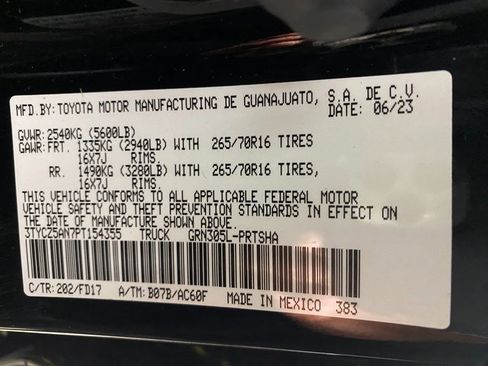 MFD.BY: TOYOTA MOTOR MANUFACTURING DE GUANAJUATO, S.A. DE C.V.
DATE: 06/23
GVWR: 2540KG (5600LB)
GAWR: FRT. 1335KG (2940LB) WITH 265/70R16 TIRES
16X7J RIMS.
RR. 1490KG (3280LB) WITH 265/70R16 TIRES,
16X7J RIMS.
THIS VEHICLE CONFORMS TO ALL APPLICABLE FEDERAL MOTOR
VEHICLE SAFETY AND THEFT PREVENTION STANDARDS IN EFFECT ON
THE DATE OF MANUFACTURE SHOWN ABOVE.
3TYCZ5AN7PT154355 TRUCK GRN305L-PRTSHA
C/TR: 202/FD17 A/TM: B07B/AC60F MADE IN MEXICO 383